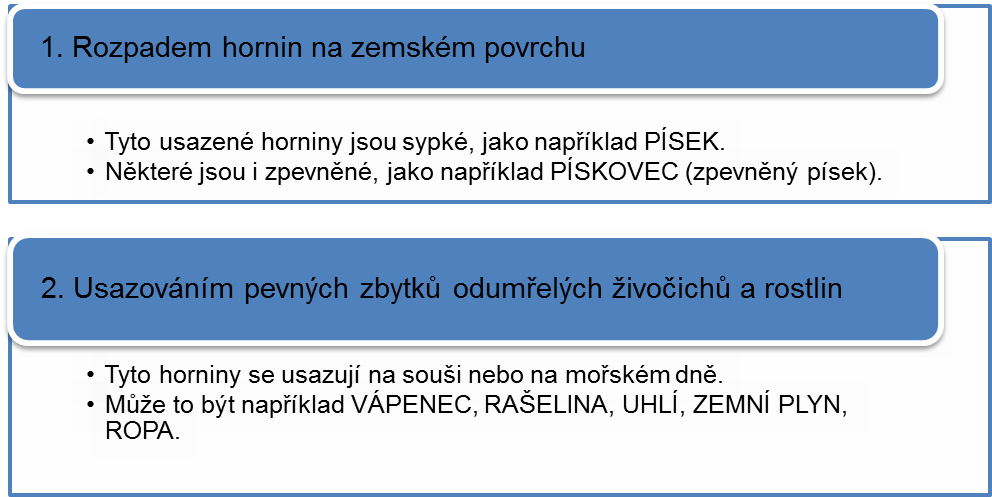 1. Rozpadem hornin na zemském povrchu
• Tyto usazené horniny jsou sypké, jako například PÍSEK.
• Některé jsou i zpevněné, jako například PÍSKOVEC (zpevněný písek).
2. Usazováním pevných zbytků odumřelých živočichů a rostlin
• Tyto horniny se usazují na souši nebo na mořském dně.
• Může to být například VÁPENEC, RAŠELINA, UHLÍ, ZEMNÍ PLYN,
ROPA.